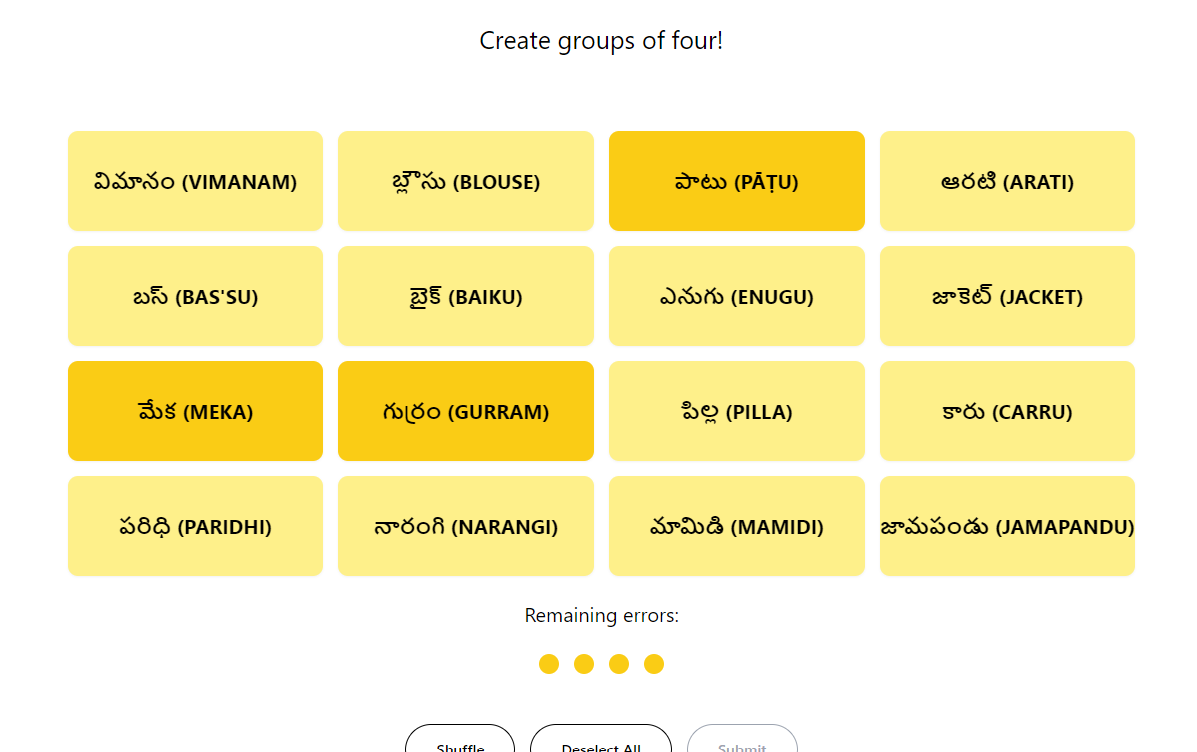 Create groups of four!
విమానం (VIMANAM)
బ్లౌసు (BLOUSE)
పాటు (PĀṬU)
ఆరటి (ARATI)
బస్ (BAS'SU)
బైక్ (BAIKU)
ఎనుగు (ENUGU)
జాకెట్ (JACKET)
మేక (MEKA)
గుర్రం (GURRAM)
పిల్ల (PILLA)
కారు (CARRU)
పరిధి (PARIDHI)
నారంగి (NARANGI)
మామిడి (MAMIDI)
జామపండు (JAMAPANDU)
Remaining errors:
Shuffle
Deselect All
Submit